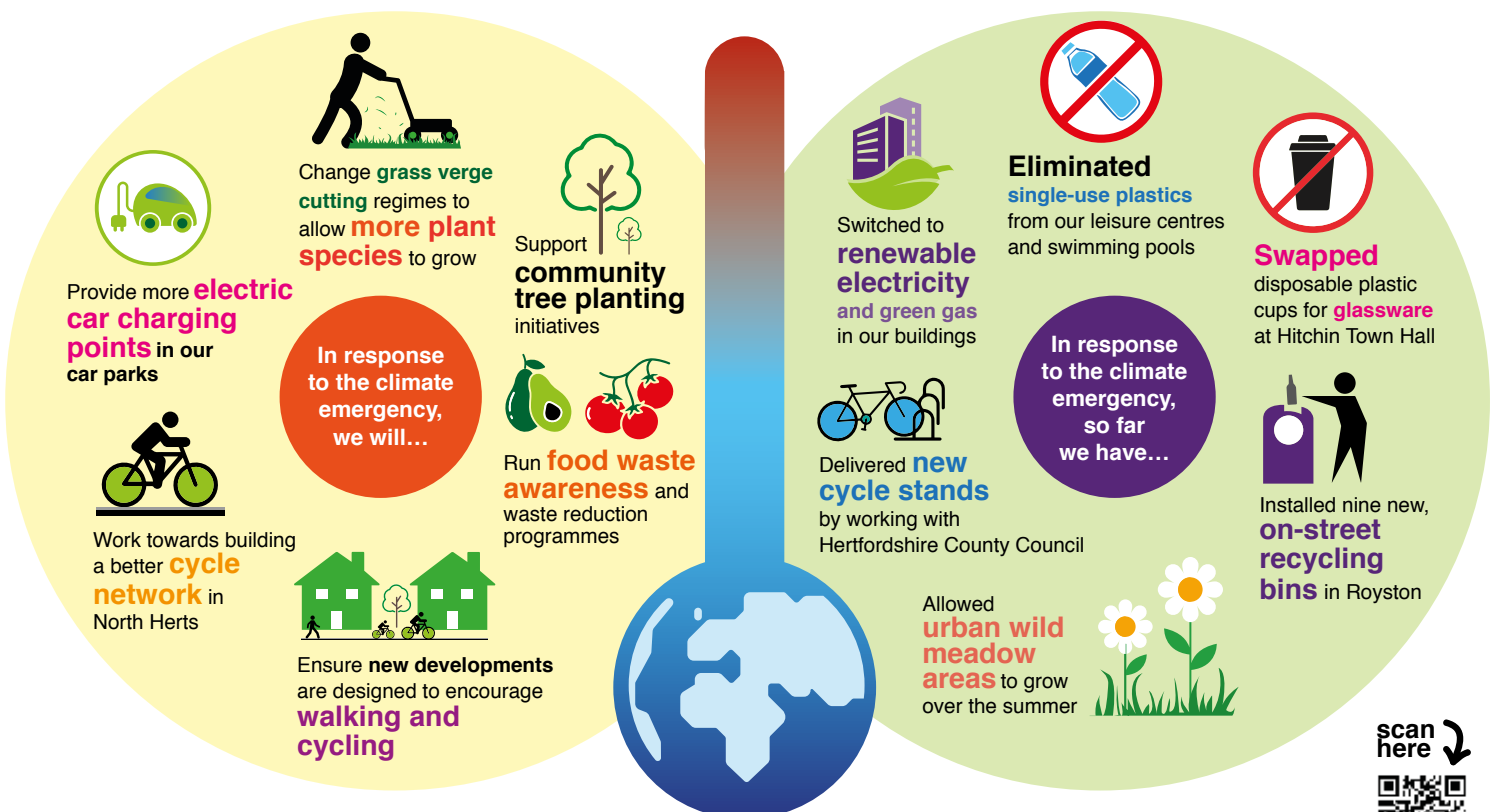 Change grass verge
cutting regimes to
allow more plant
species to grow
Support
community
tree planting
initiatives
Provide more electric
car charging
points in our
car parks
In response
to the climate
emergency,
we will…
Run food waste
awareness and
waste reduction
programmes
Work towards building
a better cycle
network in
North Herts
Ensure new developments
are designed to encourage
walking and
cycling
Switched to
renewable
electricity
and green gas
in our buildings
Eliminated
single-use plastics
from our leisure centres
and swimming pools
Swapped
disposable plastic
cups for glassware
at Hitchin Town Hall
In response
to the climate
emergency,
so far
we have…
Delivered new
cycle stands
by working with
Hertfordshire County Council
Installed nine new,
on-street
recycling
bins in Royston
Allowed
urban wild
meadow
areas to grow
over the summer
scan
here